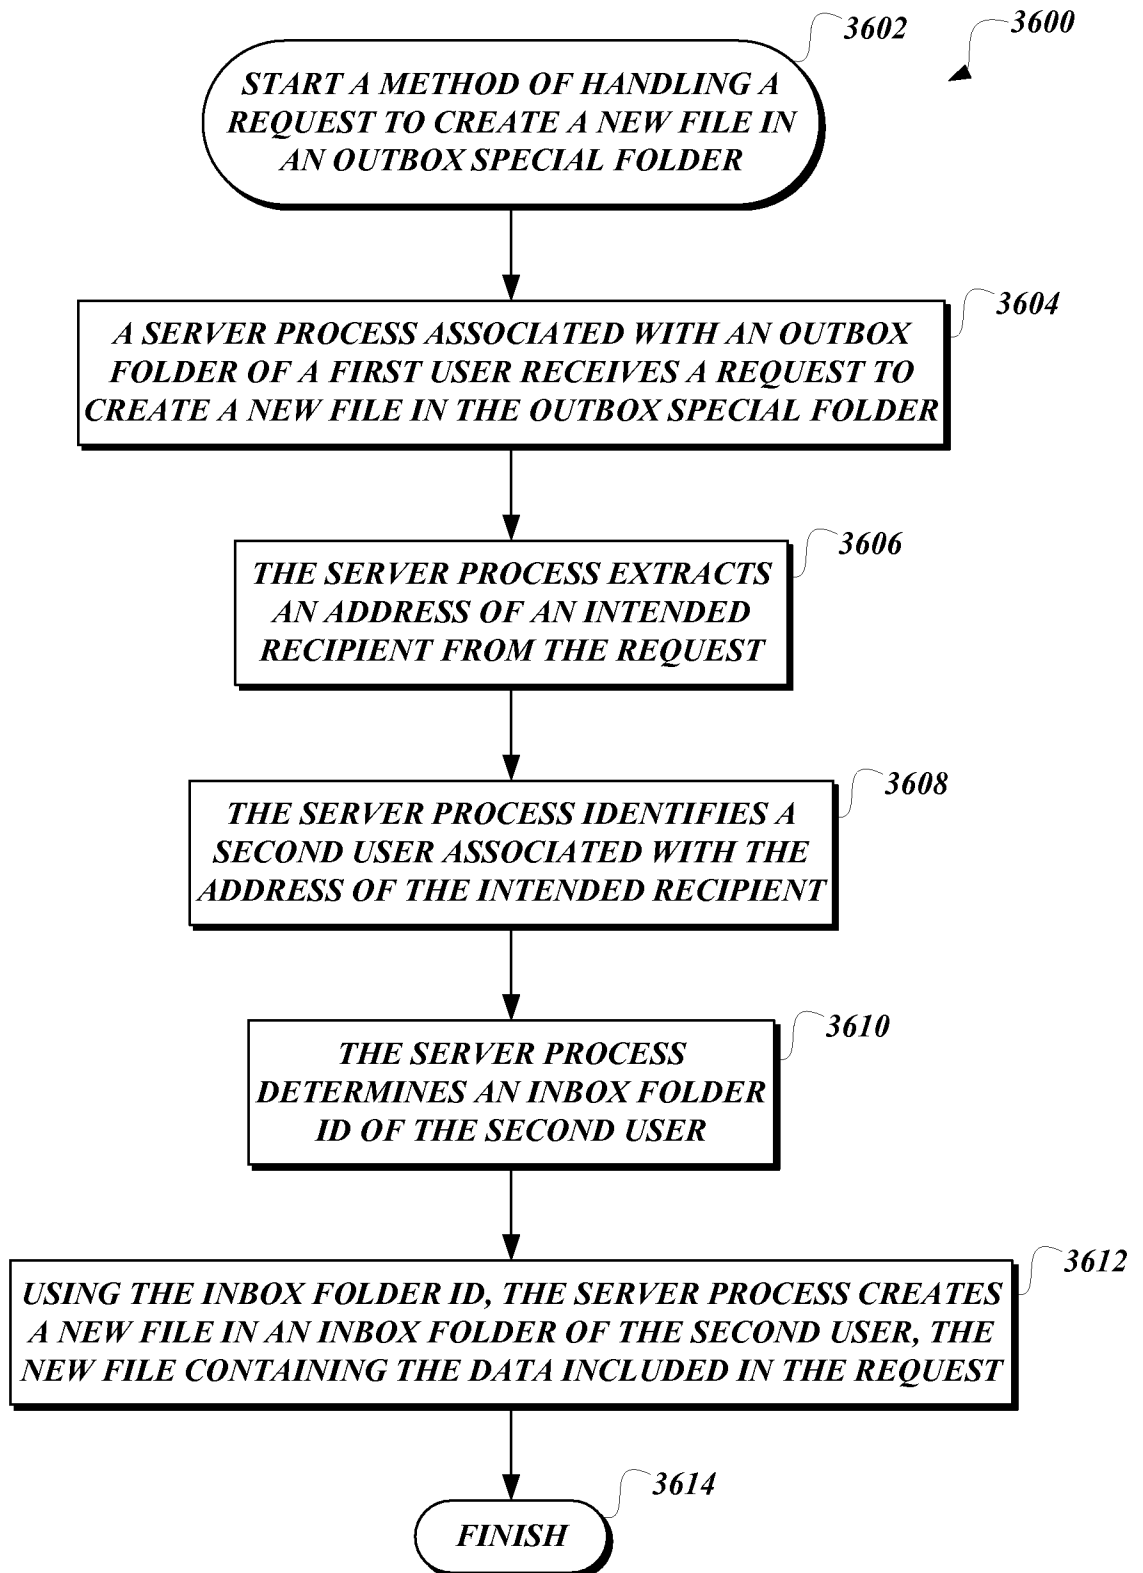 3602
3600
START A METHOD OF HANDLING A
REQUEST TO CREATE A NEW FILE IN
AN OUTBOX SPECIAL FOLDER
3604
A SERVER PROCESS ASSOCIATED WITH AN OUTBOX
FOLDER OF A FIRST USER RECEIVES A REQUEST TO
CREATE A NEW FILE IN THE OUTBOX SPECIAL FOLDER
3606
THE SERVER PROCESS EXTRACTS
AN ADDRESS OF AN INTENDED
RECIPIENT FROM THE REQUEST
3608
THE SERVER PROCESS IDENTIFIES A
SECOND USER ASSOCIATED WITH THE
ADDRESS OF THE INTENDED RECIPIENT
3610
THE SERVER PROCESS
DETERMINES AN INBOX FOLDER
ID OF THE SECOND USER
3612
USING THE INBOX FOLDER ID, THE SERVER PROCESS CREATES
A NEW FILE IN AN INBOX FOLDER OF THE SECOND USER, THE
NEW FILE CONTAINING THE DATA INCLUDED IN THE REQUEST
3614
FINISH